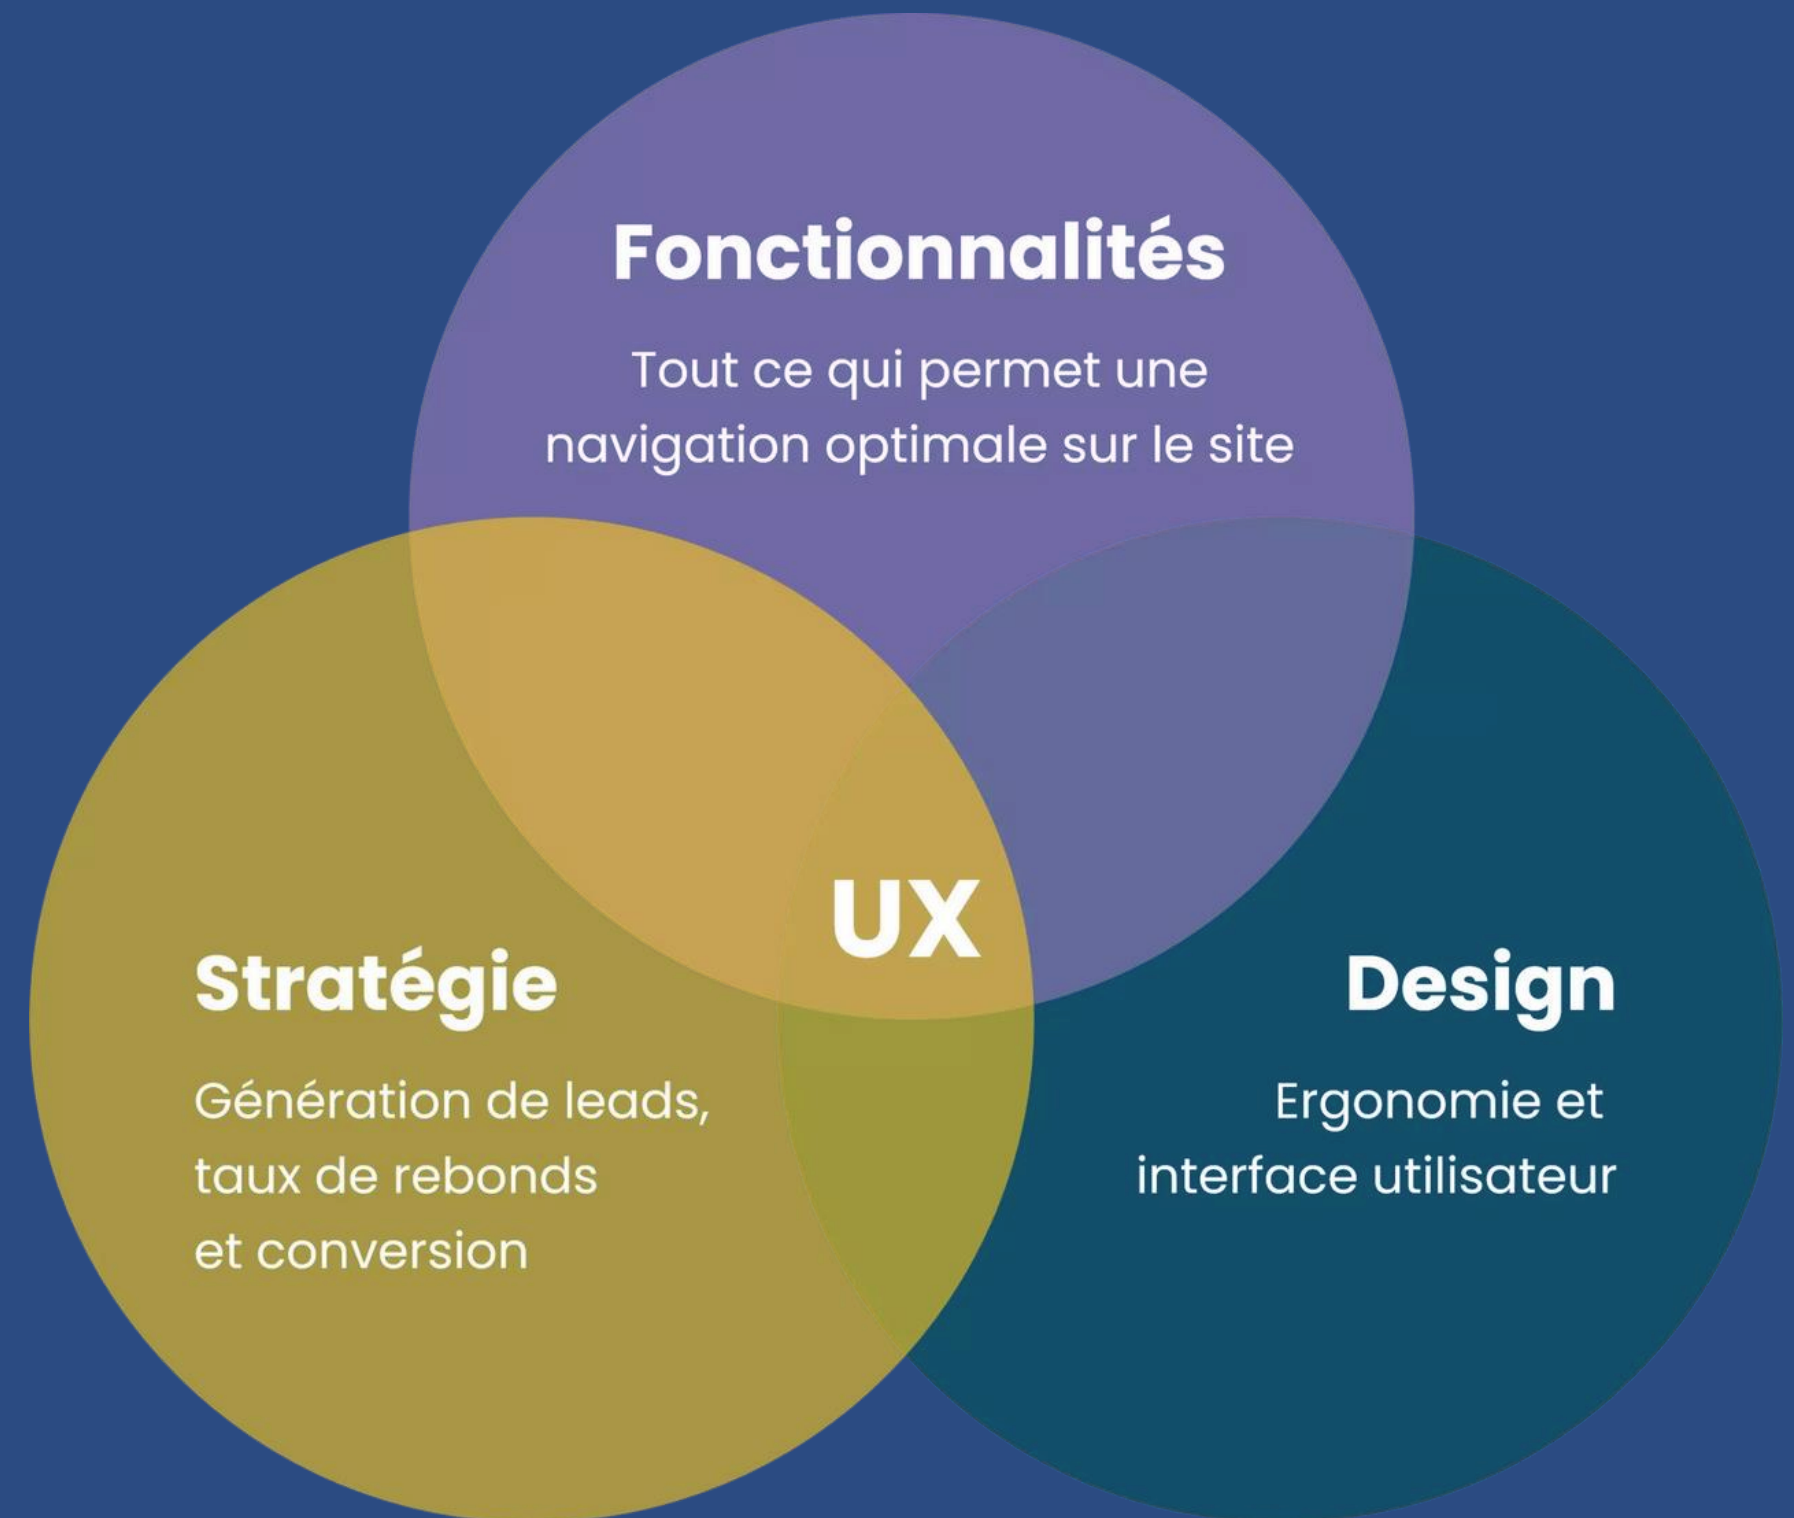 Fonctionnalités
Tout ce qui permet une
navigation optimale sur le site
UX
Stratégie
Génération de leads,
taux de rebonds
et conversion
Design
Ergonomie et
interface utilisateur